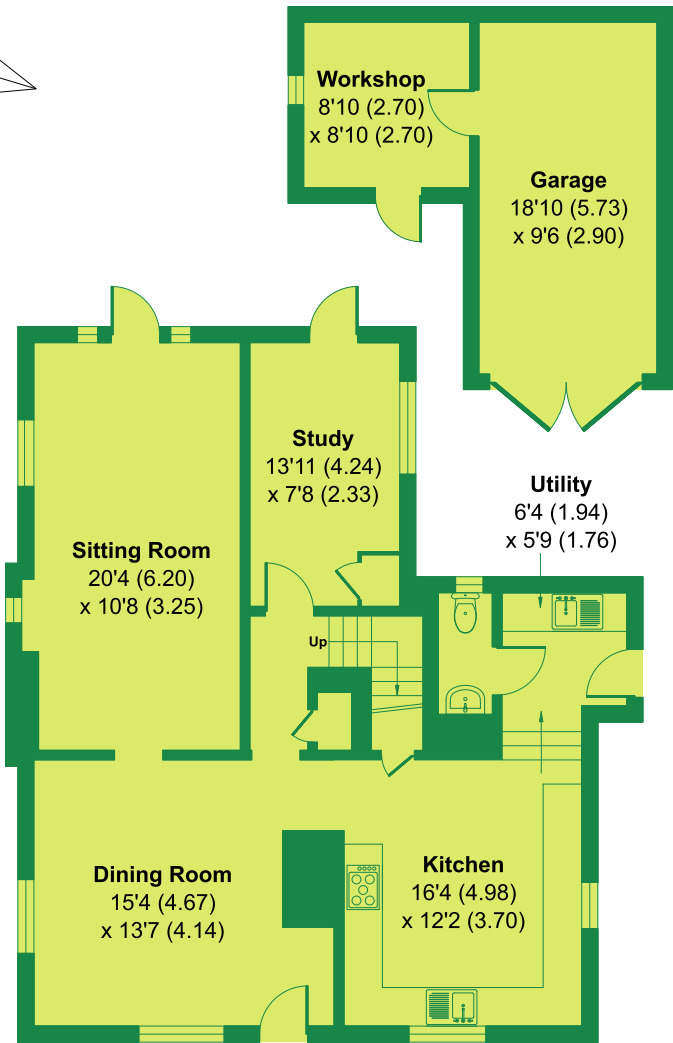 Workshop
8'10 (2.70)
x 8'10 (2.70)
Garage
18'10 (5.73)
x 9'6 (2.90)
Study
13'11 (4.24)
x 7'8 (2.33)
Utility
6'4 (1.94)
x 5'9 (1.76)
Sitting Room
20'4 (6.20)
x 10'8 (3.25)
Up
Dining Room
15'4 (4.67)
x 13'7 (4.14)
Kitchen
16'4 (4.98)
x 12'2 (3.70)